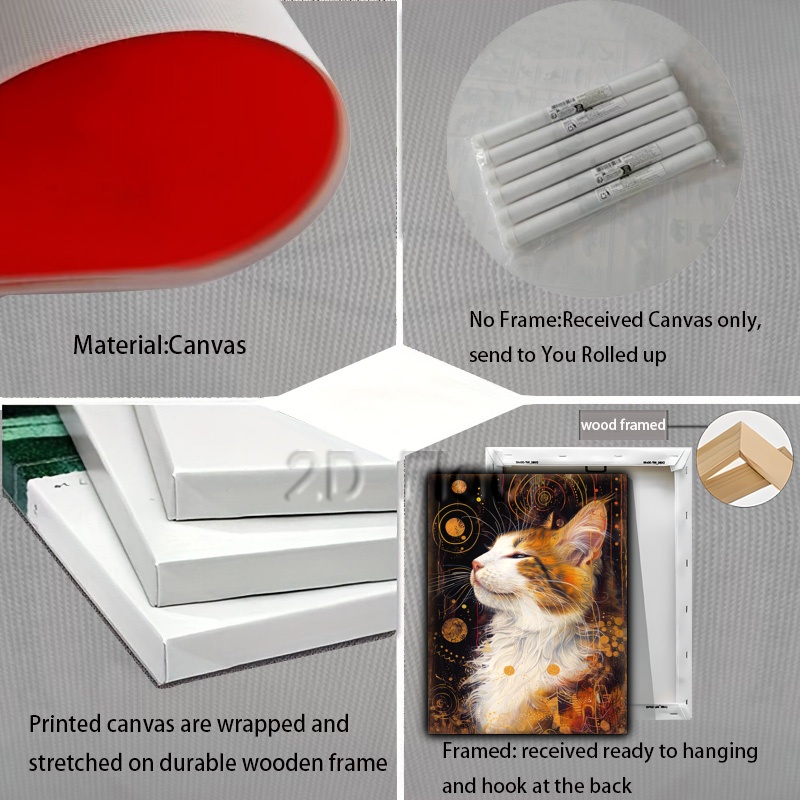 Material:Canvas
No Frame:Received Canvas only,
send to You Rolled up
2D
wood framed
Printed canvas are wrapped and
stretched on durable wooden frame
Framed: received ready to hanging
and hook at the back